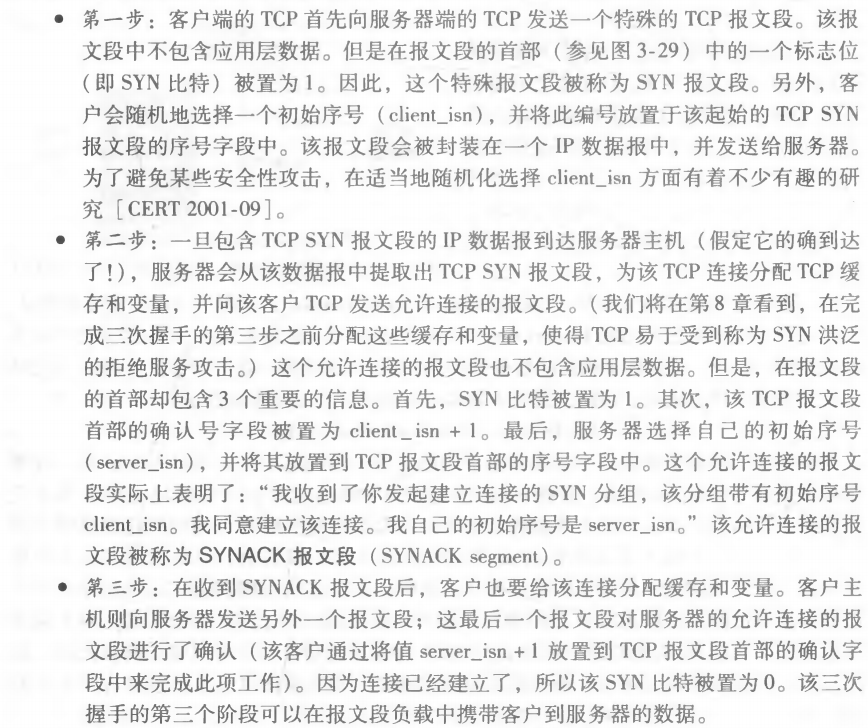 ● 第一步：客户端的 TCP 首先向服务器端的 TCP 发送一个特殊的 TCP 报文段。该报
文段中不包含应用层数据。但是在报文段的首部（参见图 3-29）中的一个标志位
（即 SYN 比特）被置为 1。因此，这个特殊报文段被称为 SYN 报文段。另外，客
户会随机地选择一个初始序号（client_isn），并将此编号放置于该起始的 TCP SYN
报文段的序号字段中。该报文段会被封装在一个 IP 数据报中，并发送给服务器。
为了避免某些安全性攻击，在适当地随机化选择 client_isn 方面有着不少有趣的研
究［CERT 2001-09］。
● 第二步：一旦包含 TCP SYN 报文段的 IP 数据报到达服务器主机（假定它的确到达
了！），服务器会从该数据报中提取出 TCP SYN 报文段，为该 TCP 连接分配 TCP 缓
存和变量，并向该客户 TCP 发送允许连接的报文段。（我们将在第 8 章看到，在完
成三次握手的第三步之前分配这些缓存和变量，使得 TCP 易于受到称为 SYN 洪泛
的拒绝服务攻击。）这个允许连接的报文段也不包含应用层数据。但是，在报文段
的首部却包含 3 个重要的信息。首先，SYN 比特被置为 1。其次，该 TCP 报文段
首部的确认号字段被置为 client_isn + 1。最后，服务器选择自己的初始序号
（server_isn），并将其放置到 TCP 报文段首部的序号字段中。这个允许连接的报文
段实际上表明了：“我收到了你发起建立连接的 SYN 分组，该分组带有初始序号
client_isn。我同意建立该连接。我自己的初始序号是 server_isn。”该允许连接的报
文段被称为 SYNACK 报文段（SYNACK segment）。
● 第三步：在收到 SYNACK 报文段后，客户也要给该连接分配缓存和变量。客户主
机则向服务器发送另外一个报文段；这最后一个报文段对服务器的允许连接的报
文段进行了确认（该客户通过将值 server_isn + 1 放置到 TCP 报文段首部的确认字
段中来完成此项工作）。因为连接已经建立了，所以该 SYN 比特被置为 0。该三次
握手的第三个阶段可以在报文段负载中携带客户到服务器的数据。